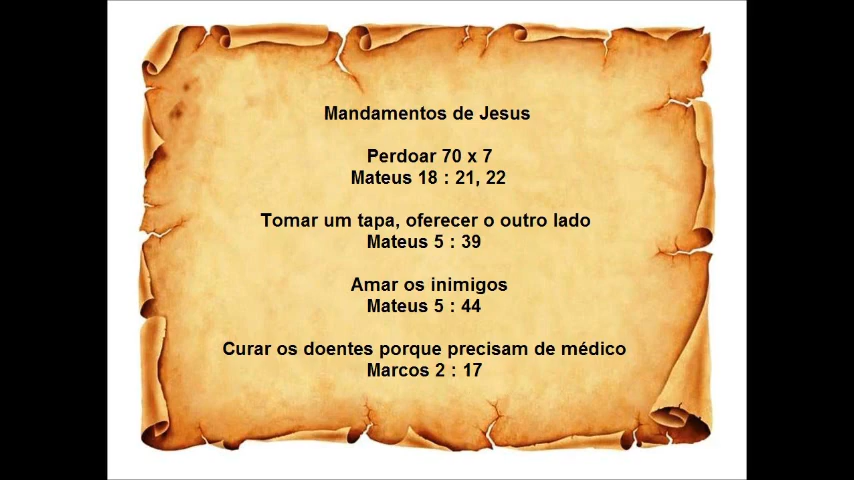 Mandamentos de Jesus
Perdoar 70 x 7
Mateus 18 : 21, 22
Tomar um tapa, oferecer o outro lado
Mateus 5 : 39
Amar os inimigos
Mateus 5 : 44
Curar os doentes porque precisam de médico
Marcos 2 : 17